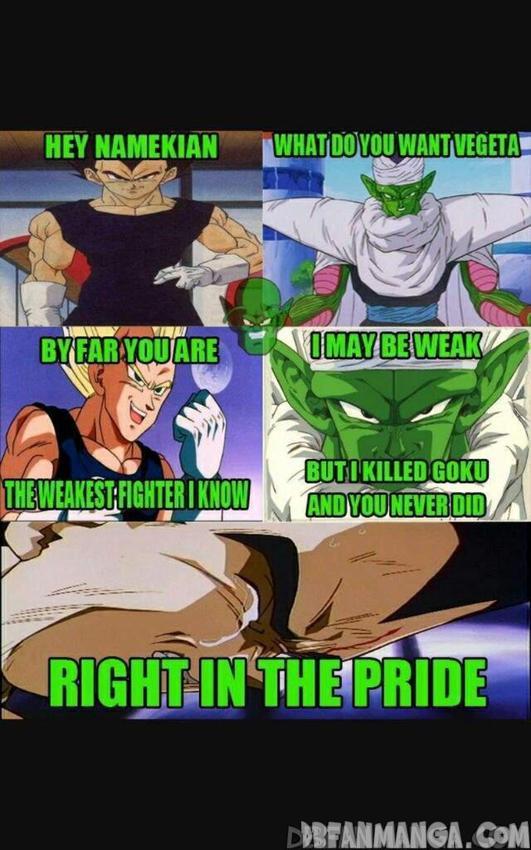 HEY NAMEKIAN
WHAT DO YOU WANT VEGETA
BY FAR YOU ARE
THE WEAKEST FIGHTER I KNOW
I MAY BE WEAK
BUT I KILLED GOKU
AND YOU NEVER DID
RIGHT IN THE PRIDE
DBFANMANGA.COM